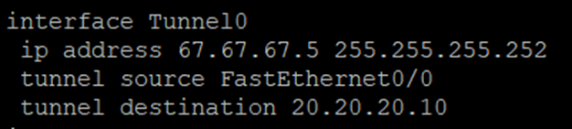 interface Tunnel0
ip address 67.67.67.5 255.255.255.252
tunnel source FastEthernet0/0
tunnel destination 20.20.20.10